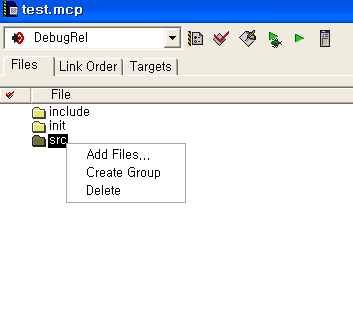 test.mcp
DebugRel
Files
Link Order
Targets
File
include
init
src
Add Files...
Create Group
Delete